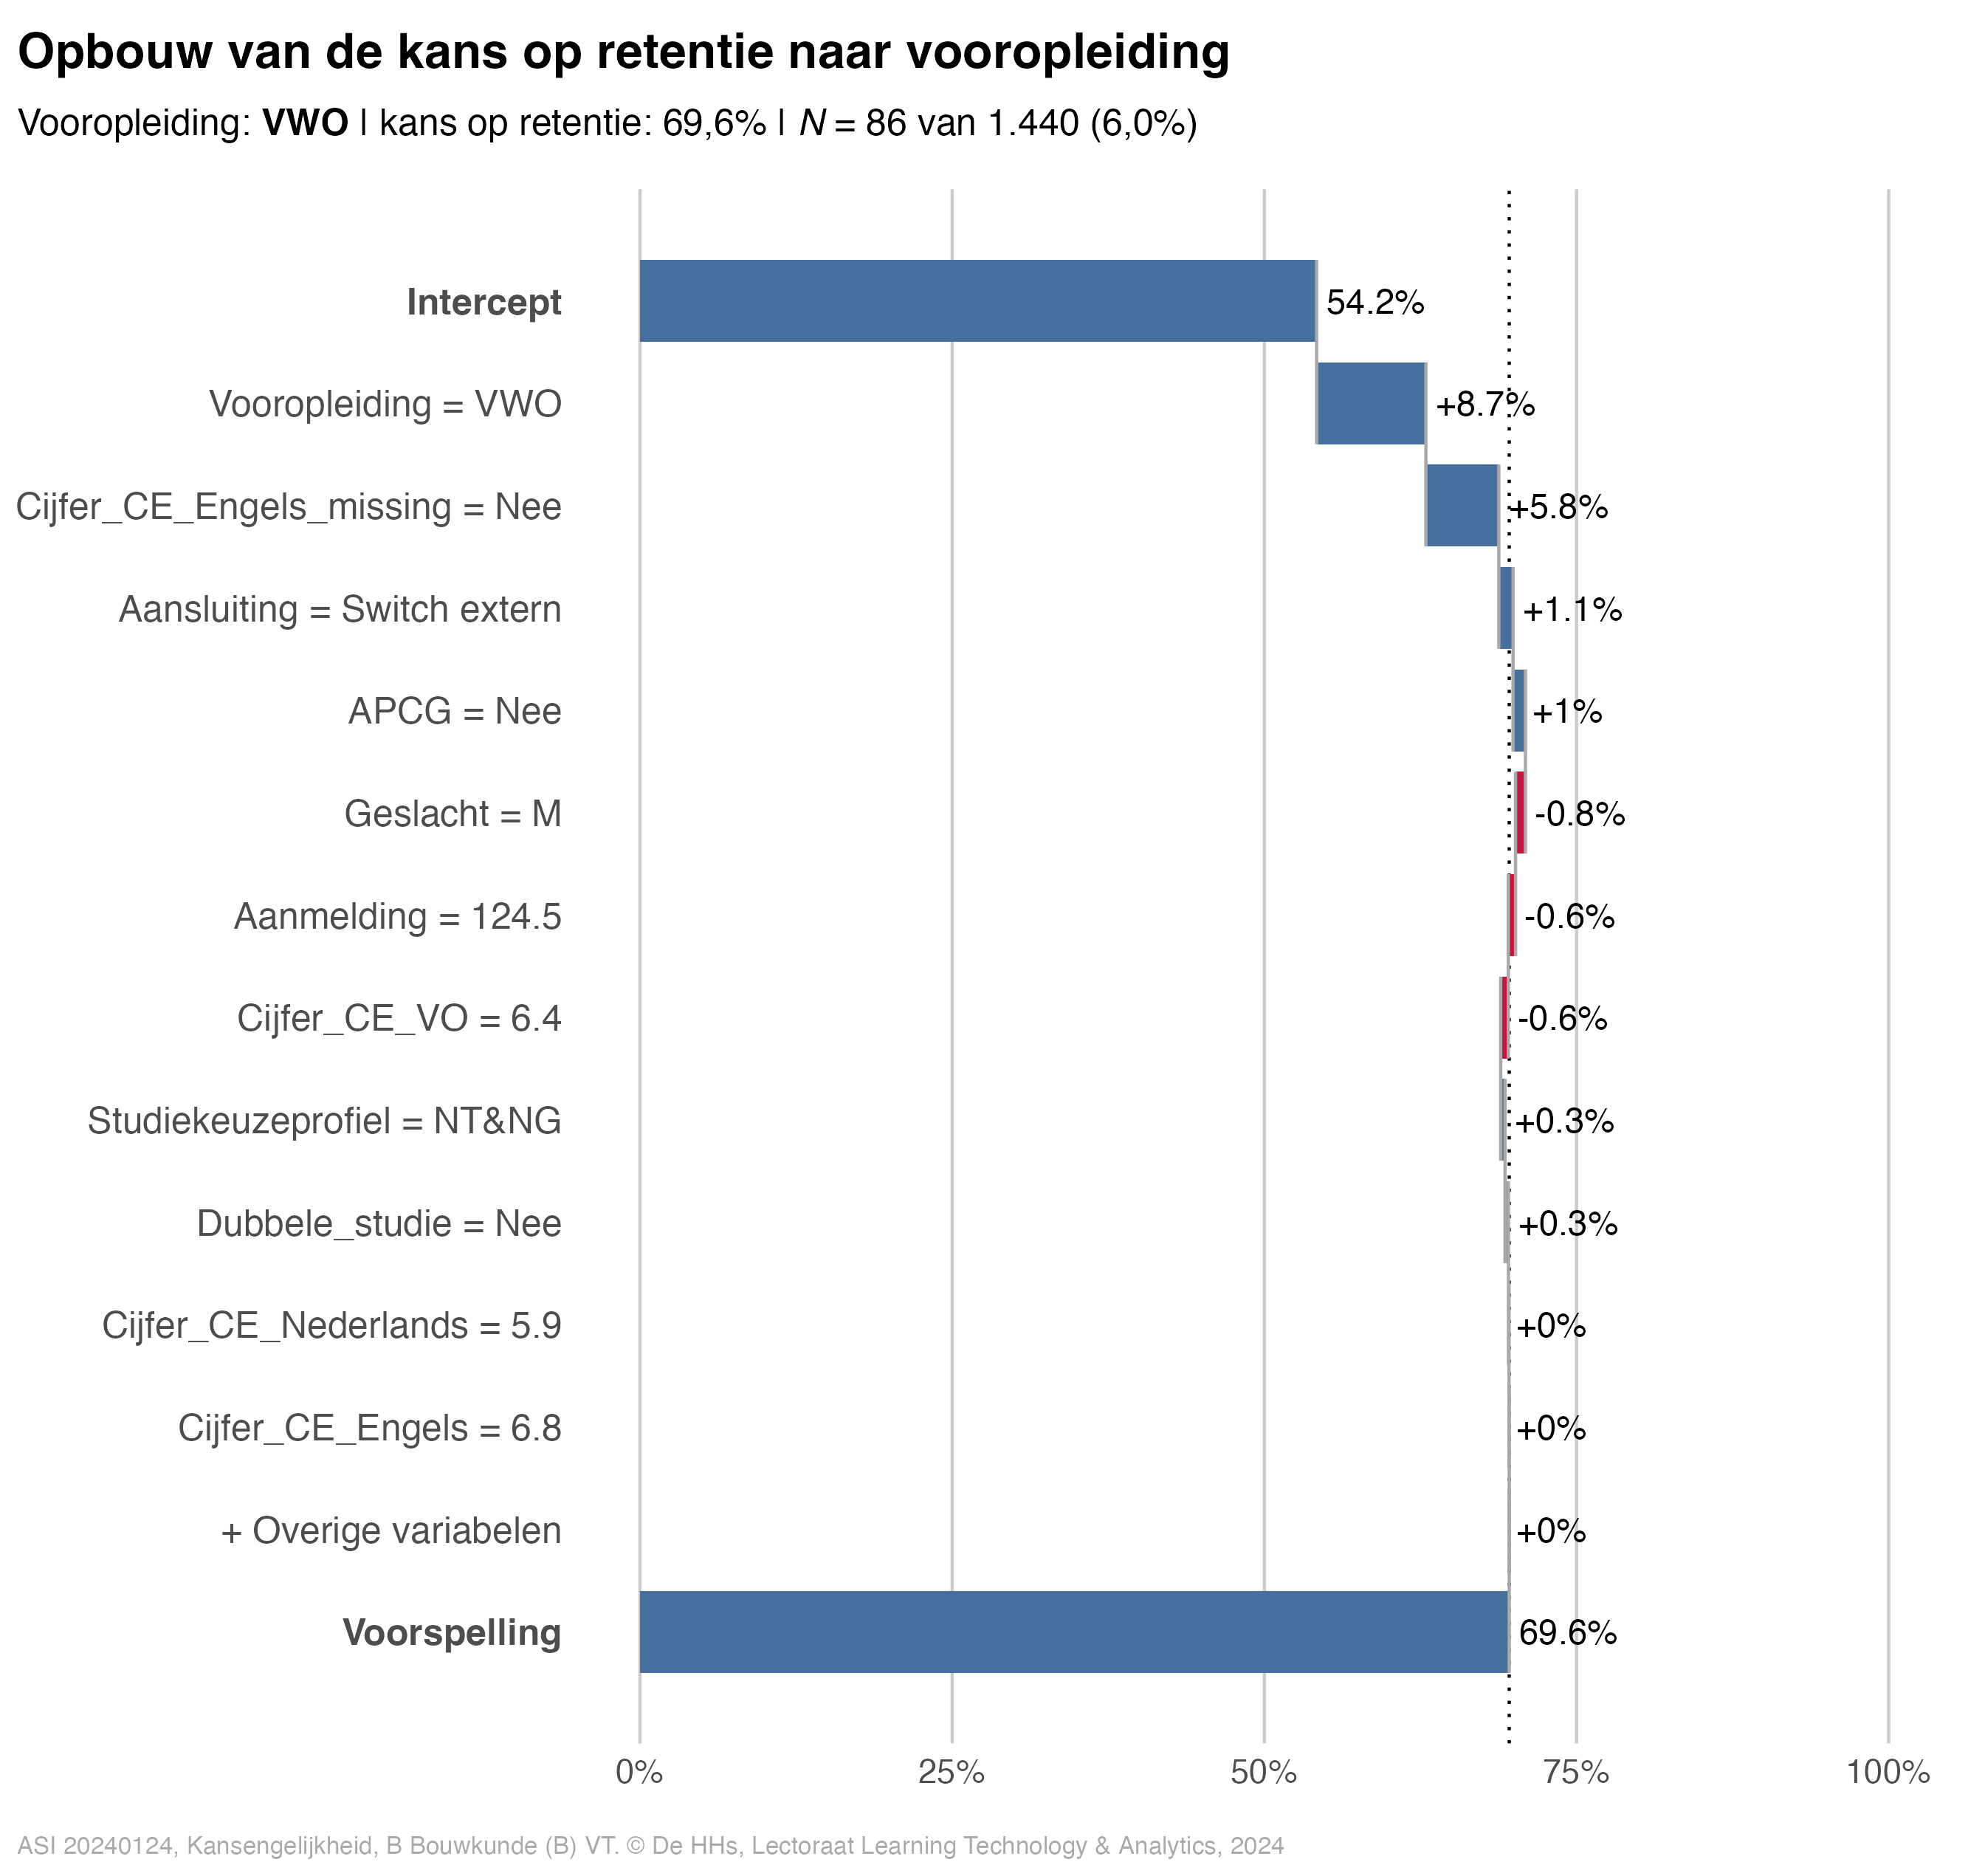 Opbouw van de kans op retentie naar vooropleiding
Vooropleiding: VWO | kans op retentie: 69,6% | N = 86 van 1.440 (6,0%)
Intercept 54.2%
Vooropleiding = VWO +8.7%
Cijfer_CE_Engels_missing = Nee +5.8%
Aansluiting = Switch extern +1.1%
APCG = Nee +1%
Geslacht = M -0.8%
Aanmelding = 124.5 -0.6%
Cijfer_CE_VO = 6.4 -0.6%
Studiekeuzeprofiel = NT&NG +0.3%
Dubbele_studie = Nee +0.3%
Cijfer_CE_Nederlands = 5.9 +0%
Cijfer_CE_Engels = 6.8 +0%
+ Overige variabelen +0%
Voorspelling 69.6%
0% 25% 50% 75% 100%
ASI 20240124, Kansengelijkheid, B Bouwkunde (B) VT. © De HHs, Lectoraat Learning Technology & Analytics, 2024